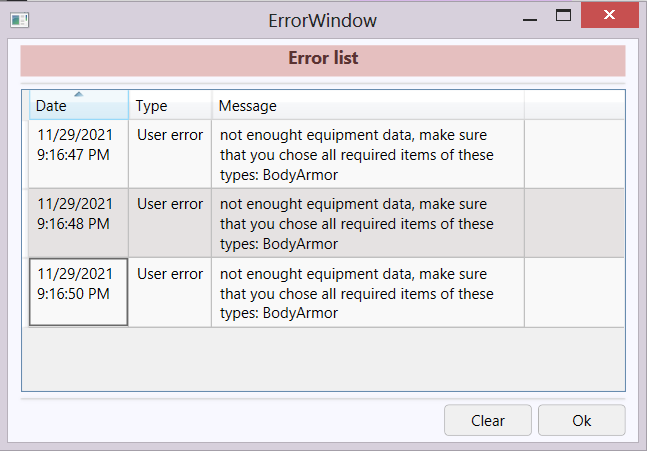 ErrorWindow
Error list
Date Type Message
11/29/2021 User error not enought equipment data, make sure
9:16:47 PM that you chose all required items of these
types: BodyArmor
11/29/2021 User error not enought equipment data, make sure
9:16:48 PM that you chose all required items of these
types: BodyArmor
11/29/2021 User error not enought equipment data, make sure
9:16:50 PM that you chose all required items of these
types: BodyArmor
Clear Ok